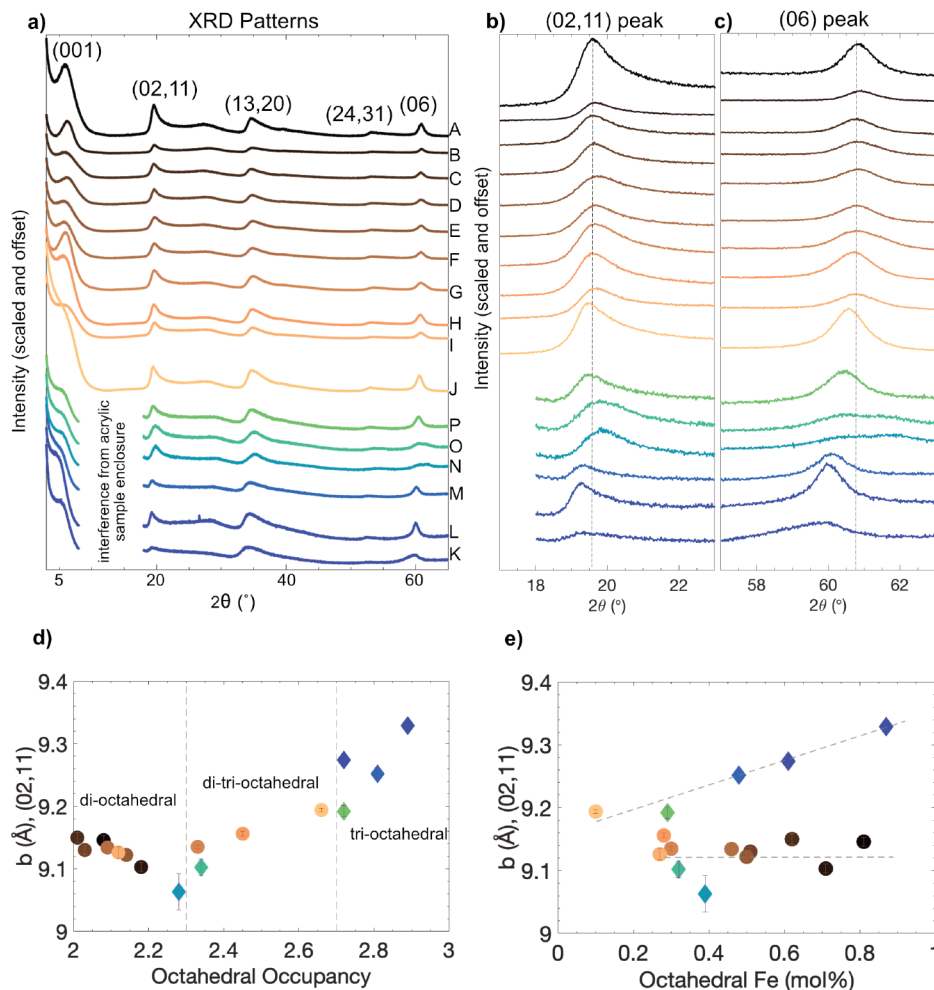 a) XRD Patterns
(001)
(02,11)
(13,20)
(24,31)
(06)
A
B
C
D
E
F
G
H
I
J
P
O
N
M
L
K
interference from acrylic
sample enclosure
Intensity (scaled and offset)
5 20 40 60
2θ (°)
b) (02,11) peak
Intensity (scaled and offset)
18 20 22
2θ (°)
c) (06) peak
58 60 62
2θ (°)
d)
b (Å), (02,11)
9.4
9.3
9.2
9.1
9
di-octahedral
di-tri-octahedral
tri-octahedral
2 2.2 2.4 2.6 2.8 3
Octahedral Occupancy
e)
b (Å), (02,11)
9.4
9.3
9.2
9.1
9
0 0.2 0.4 0.6 0.8 1
Octahedral Fe (mol%)